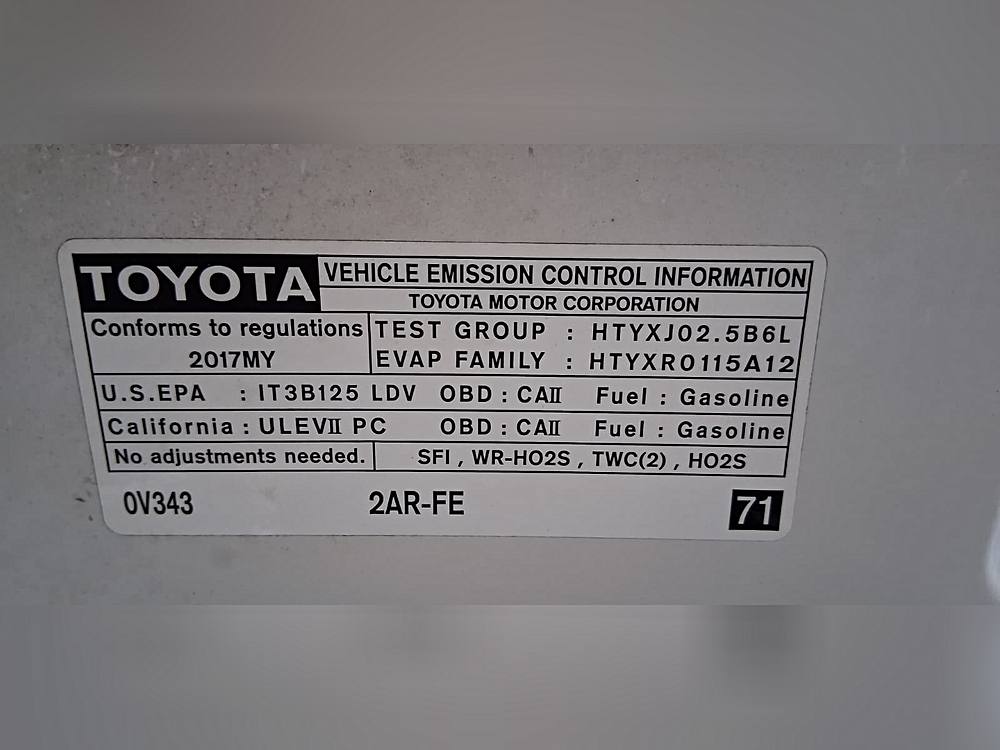 TOYOTA VEHICLE EMISSION CONTROL INFORMATION
TOYOTA MOTOR CORPORATION
Conforms to regulations
2017MY
TEST GROUP : HTYXJ02.5B6L
EVAP FAMILY : HTYXR0115A12
U.S.EPA : IT3B125 LDV OBD : CAⅡ Fuel : Gasoline
California : ULEVⅡ PC OBD : CAⅡ Fuel : Gasoline
No adjustments needed. SFI , WR-HO2S , TWC(2) , HO2S
0V343 2AR-FE 71